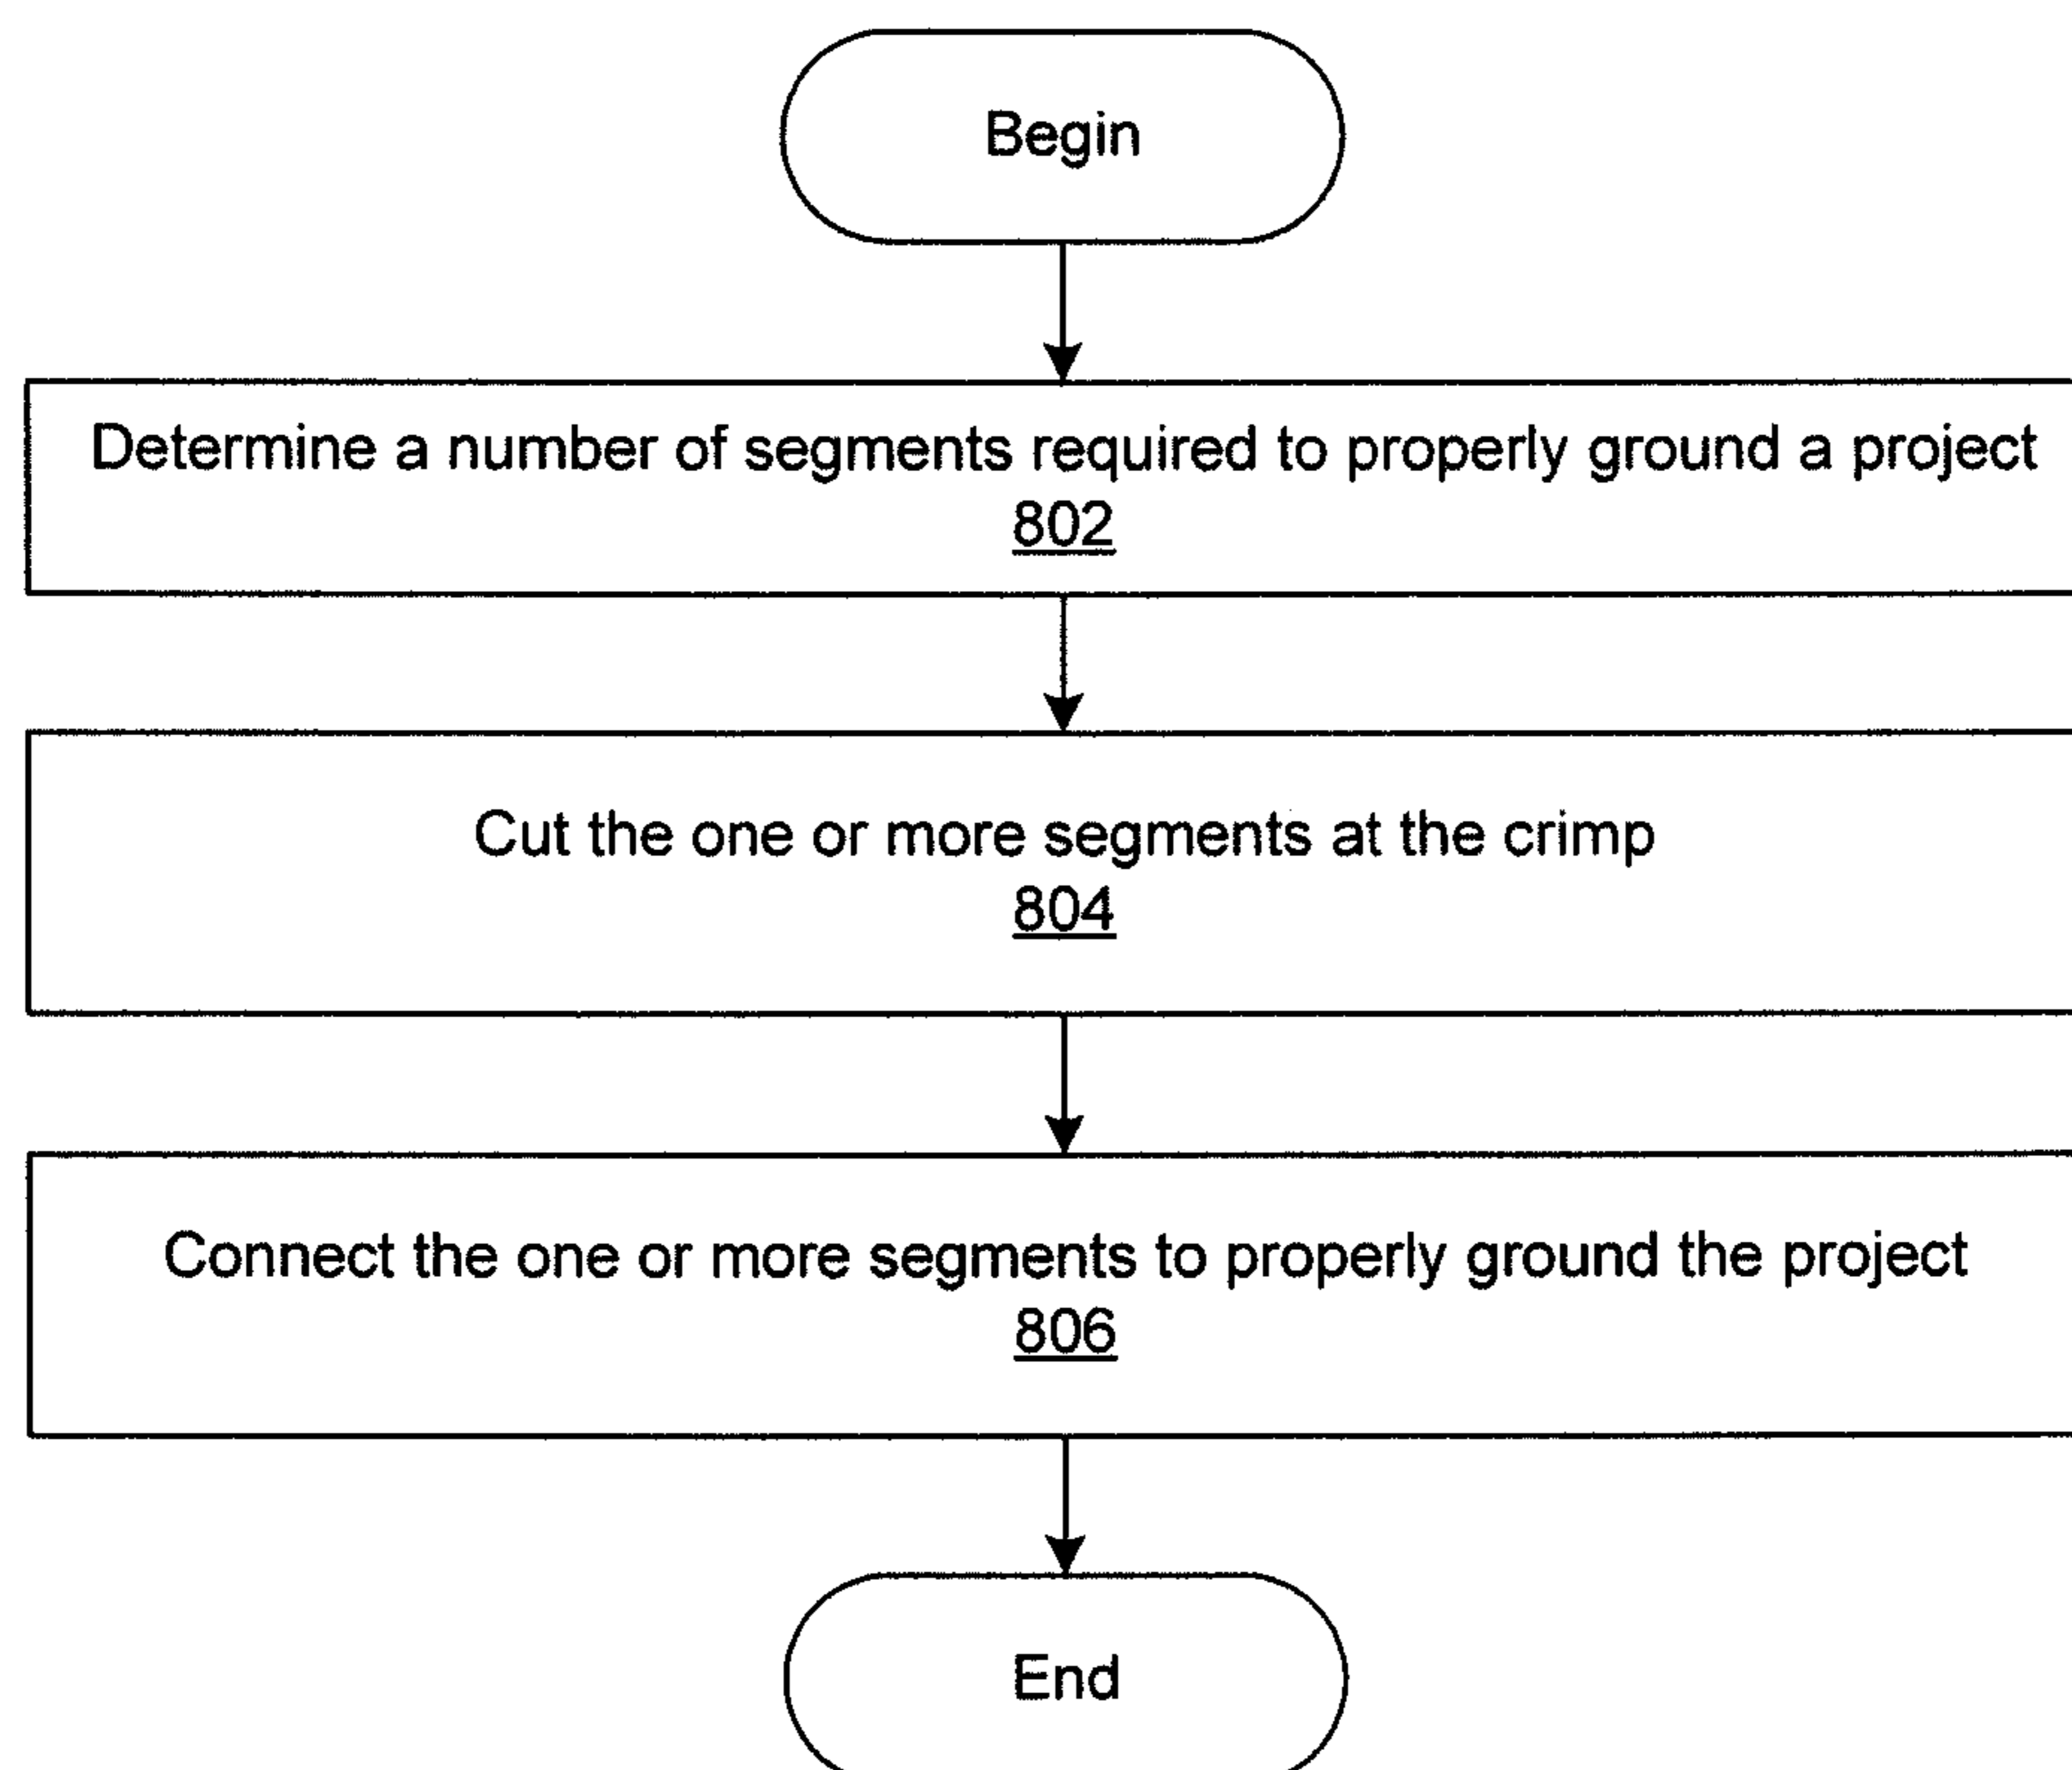 Begin
Determine a number of segments required to properly ground a project
802
Cut the one or more segments at the crimp
804
Connect the one or more segments to properly ground the project
806
End